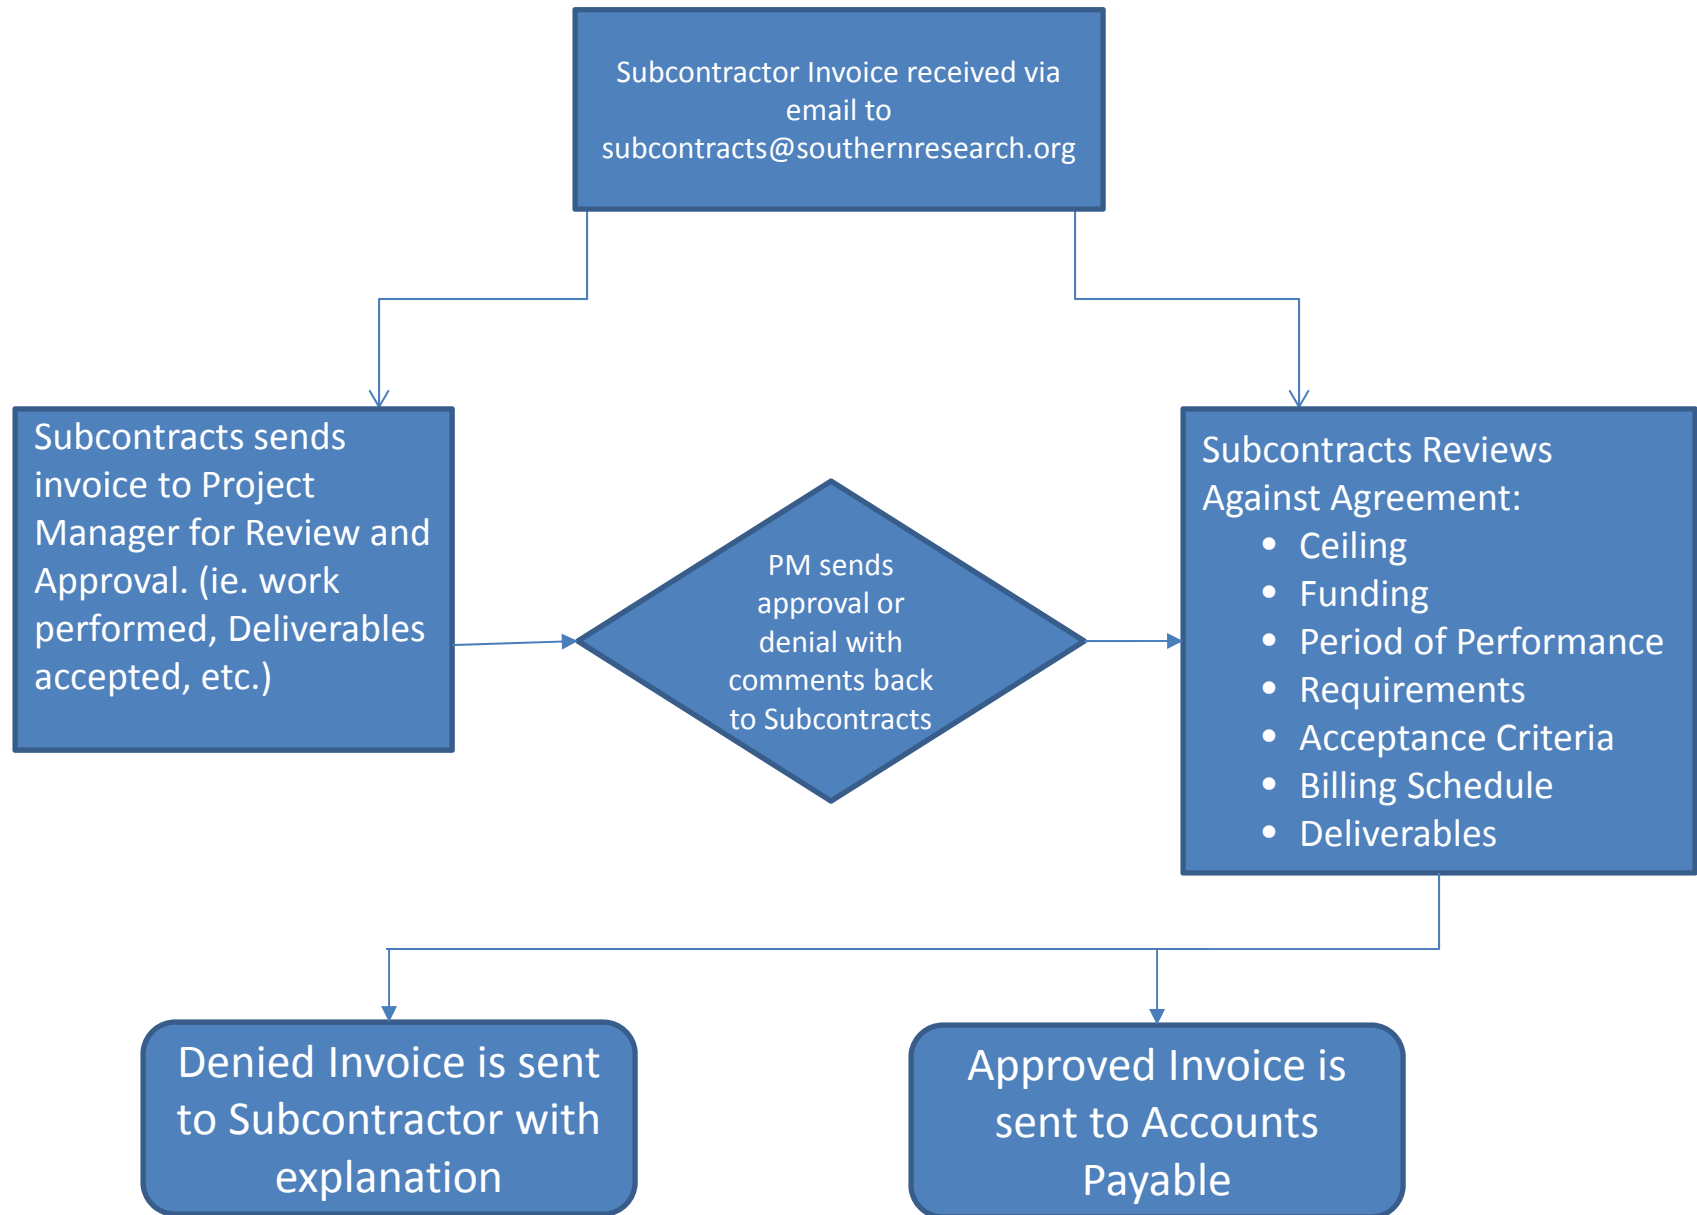 Subcontractor Invoice received via
email to
subcontracts@southernresearch.org
Subcontracts sends
invoice to Project
Manager for Review and
Approval. (ie. work
performed, Deliverables
accepted, etc.)
PM sends
approval or
denial with
comments back
to Subcontracts
Subcontracts Reviews
Against Agreement:
• Ceiling
• Funding
• Period of Performance
• Requirements
• Acceptance Criteria
• Billing Schedule
• Deliverables
Denied Invoice is sent
to Subcontractor with
explanation
Approved Invoice is
sent to Accounts
Payable